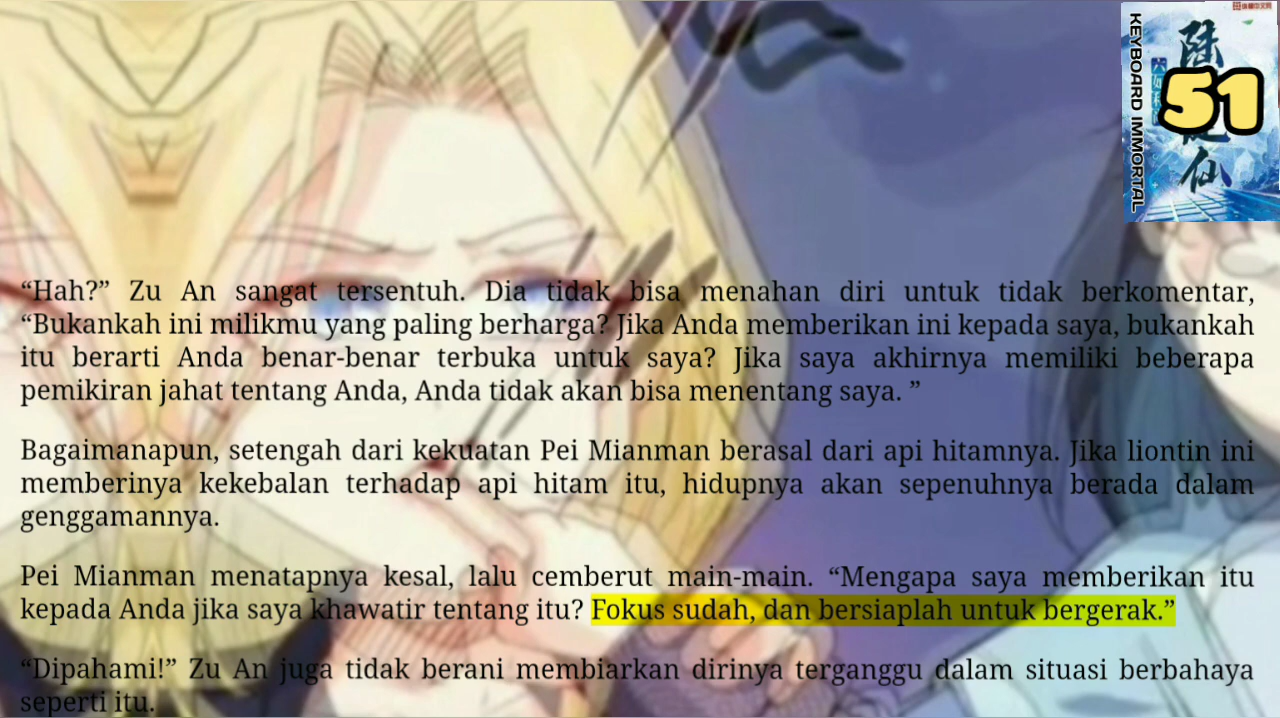 KEYBOARD IMMORTAL
51
“Hah?” Zu An sangat tersentuh. Dia tidak bisa menahan diri untuk tidak berkomentar,
“Bukankah ini milikmu yang paling berharga? Jika Anda memberikan ini kepada saya, bukankah
itu berarti Anda benar-benar terbuka untuk saya? Jika saya akhirnya memiliki beberapa
pemikiran jahat tentang Anda, Anda tidak akan bisa menentang saya. ”
Bagaimanapun, setengah dari kekuatan Pei Mianman berasal dari api hitamnya. Jika liontin ini
memberinya kekebalan terhadap api hitam itu, hidupnya akan sepenuhnya berada dalam
genggamannya.
Pei Mianman menatapnya kesal, lalu cemberut main-main. “Mengapa saya memberikan itu
kepada Anda jika saya khawatir tentang itu? Fokus sudah, dan bersiaplah untuk bergerak.”
“Dipahami!” Zu An juga tidak berani membiarkan dirinya terganggu dalam situasi berbahaya
seperti itu.